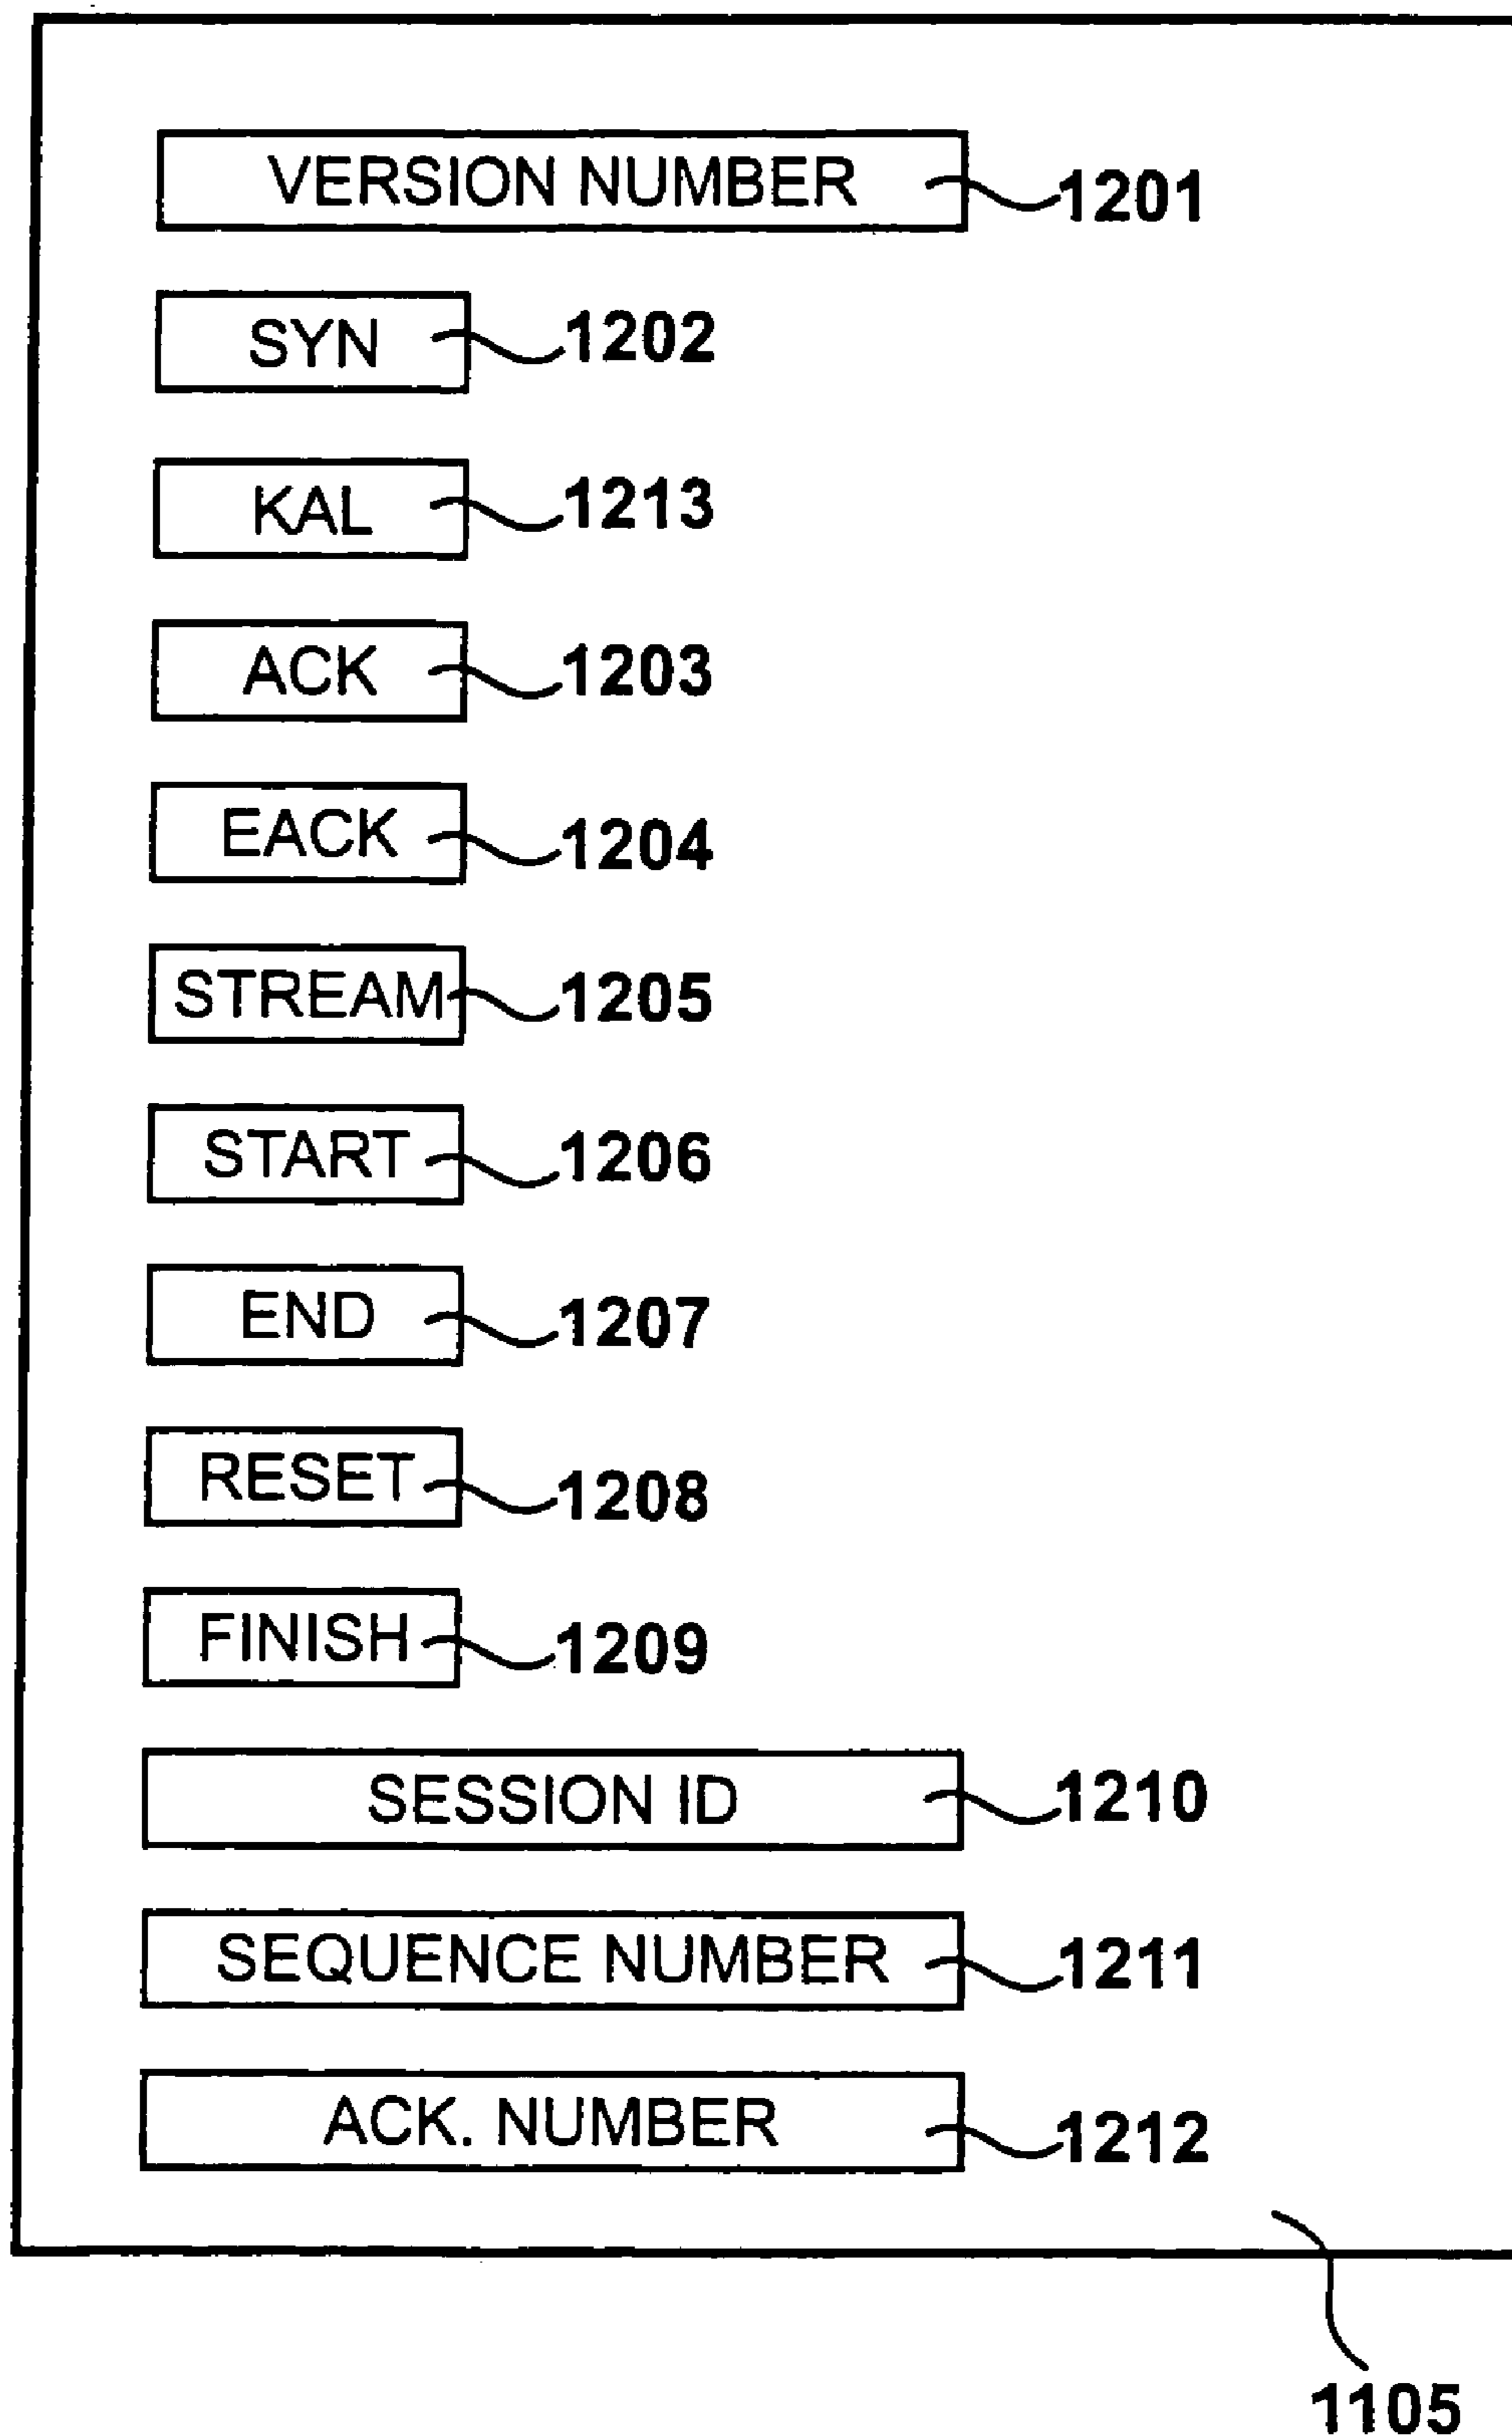 VERSION NUMBER 1201
SYN 1202
KAL 1213
ACK 1203
EACK 1204
STREAM 1205
START 1206
END 1207
RESET 1208
FINISH 1209
SESSION ID 1210
SEQUENCE NUMBER 1211
ACK. NUMBER 1212
1105